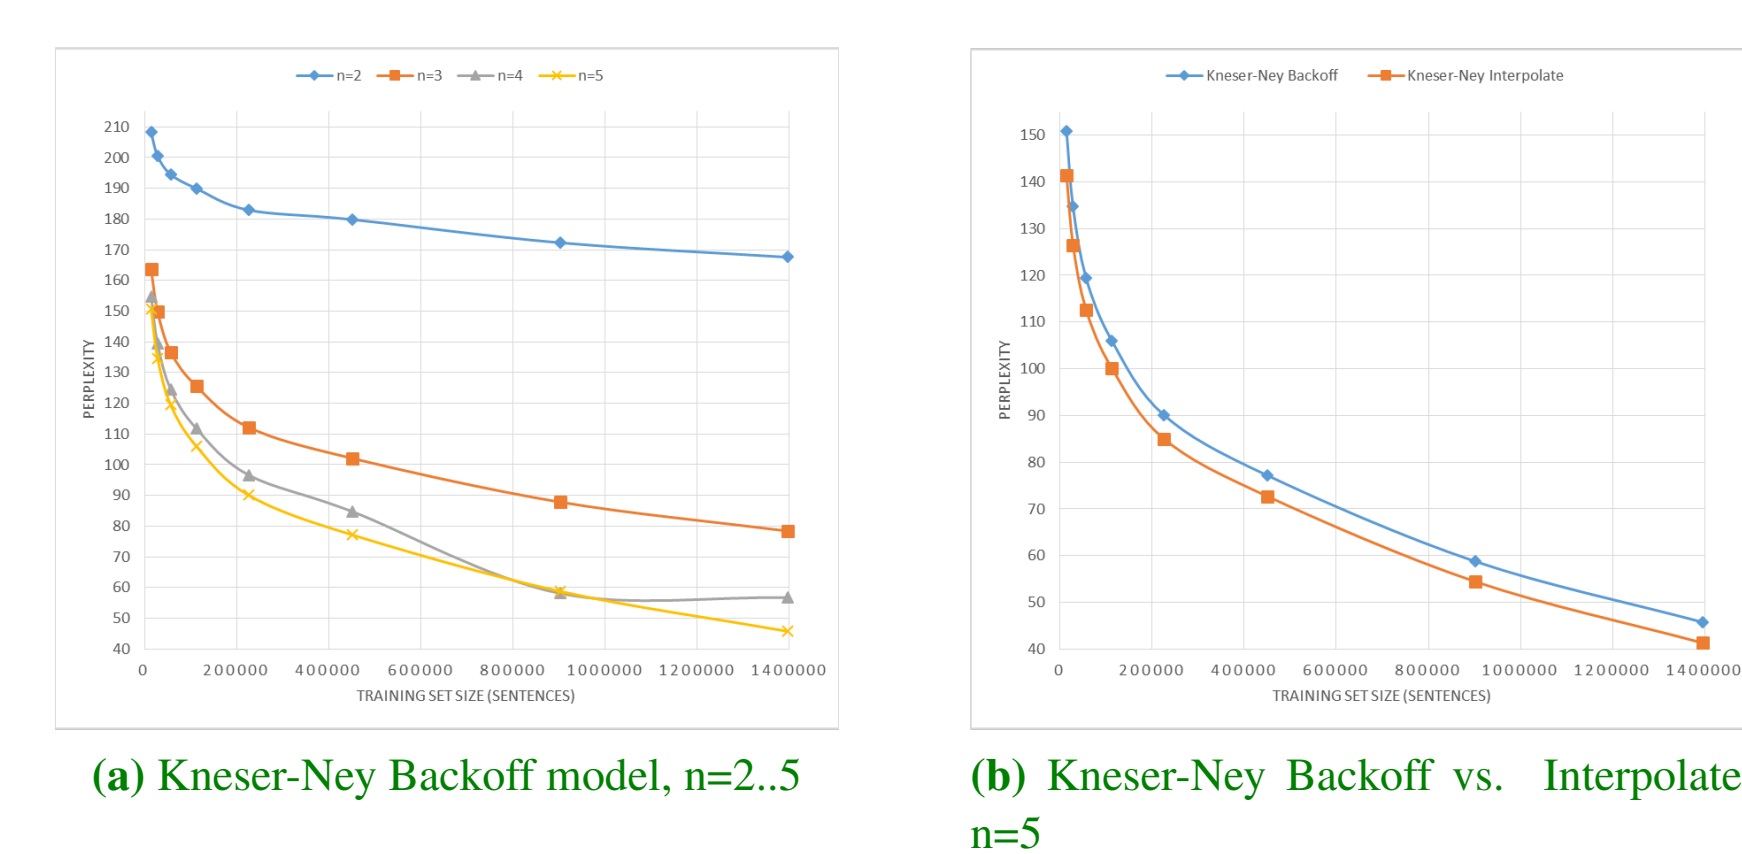 n=2 n=3 n=4 n=5
210
200
190
180
170
160
150
140
130
120
110
100
90
80
70
60
50
40
PERPLEXITY
0 200000 400000 600000 800000 1000000 1200000 1400000
TRAINING SET SIZE (SENTENCES)
(a) Kneser-Ney Backoff model, n=2..5
Kneser-Ney Backoff Kneser-Ney Interpolate
150
140
130
120
110
100
90
80
70
60
50
40
PERPLEXITY
0 200000 400000 600000 800000 1000000 1200000 1400000
TRAINING SET SIZE (SENTENCES)
(b) Kneser-Ney Backoff vs. Interpolate
n=5